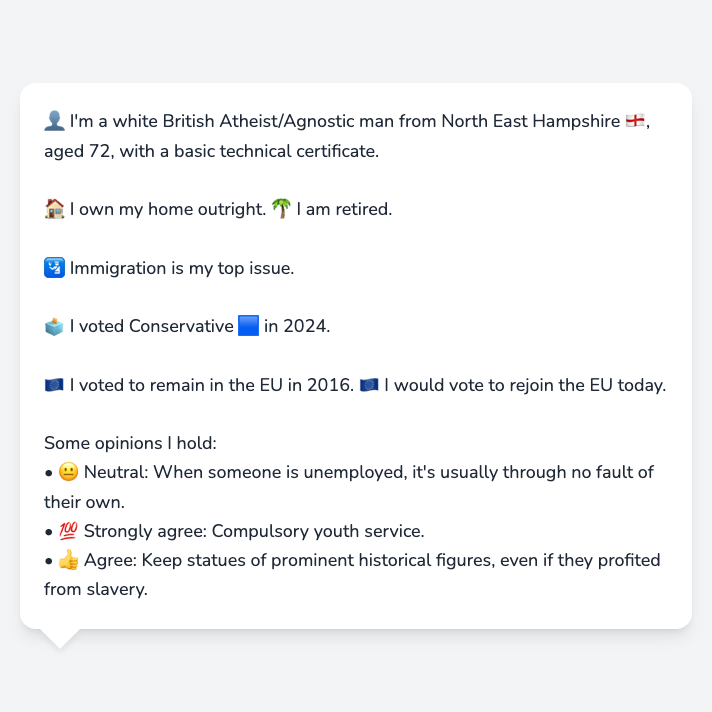 👤 I'm a white British Atheist/Agnostic man from North East Hampshire 🏴󠁧󠁢󠁥󠁮󠁧󠁿,
aged 72, with a basic technical certificate.
🏠 I own my home outright. 🌴 I am retired.
🛂 Immigration is my top issue.
🗳️ I voted Conservative 🟦 in 2024.
🇪🇺 I voted to remain in the EU in 2016. 🇪🇺 I would vote to rejoin the EU today.
Some opinions I hold:
• 😐 Neutral: When someone is unemployed, it's usually through no fault of
their own.
• 💯 Strongly agree: Compulsory youth service.
• 👍 Agree: Keep statues of prominent historical figures, even if they profited
from slavery.